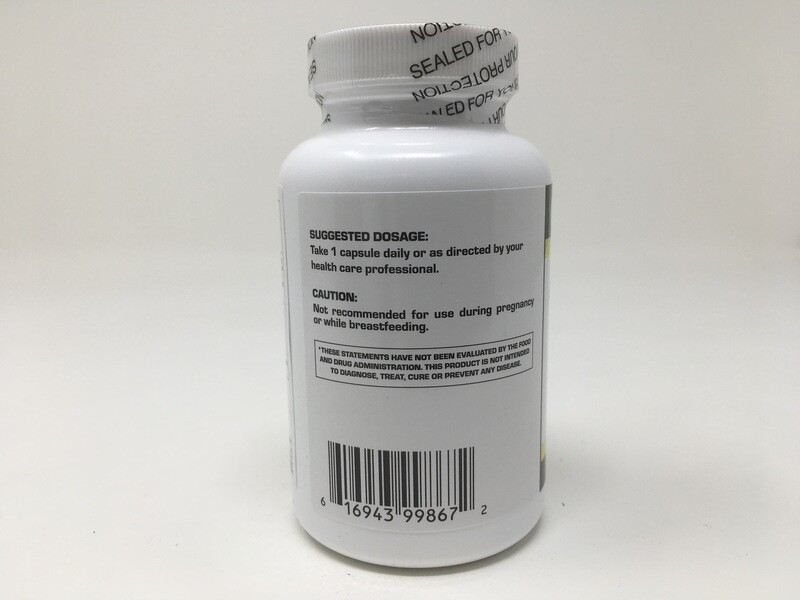 NOITC
SEALED FOR
OUR PROTECTION
SUGGESTED DOSAGE:
Take 1 capsule daily or as directed by your
health care professional.
CAUTION:
Not recommended for use during pregnancy
or while breastfeeding.
*THESE STATEMENTS HAVE NOT BEEN EVALUATED BY THE FOOD
AND DRUG ADMINISTRATION. THIS PRODUCT IS NOT INTENDED
TO DIAGNOSE, TREAT, CURE OR PREVENT ANY DISEASE.
6 16943 99867 2